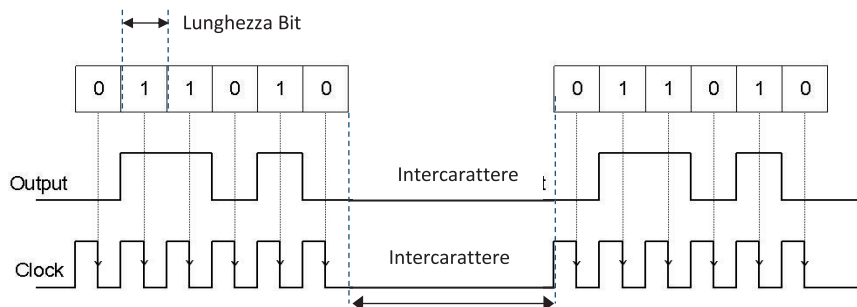 Lunghezza Bit
0 1 1 0 1 0
0 1 1 0 1 0
Output
Intercarattere
Clock
Intercarattere